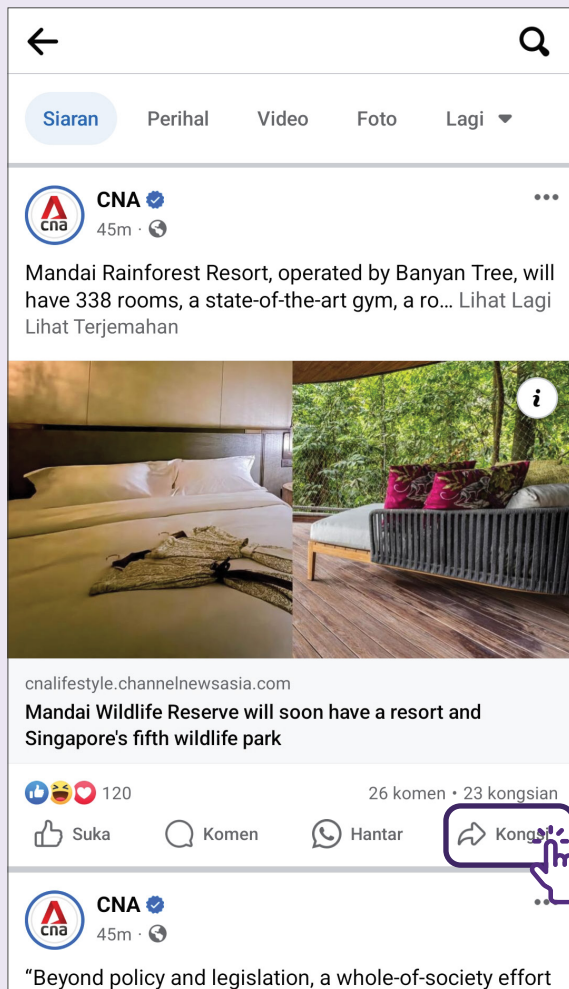 Siaran Perihal Video Foto Lagi
cna
CNA
45m ·
Mandai Rainforest Resort, operated by Banyan Tree, will
have 338 rooms, a state-of-the-art gym, a ro... Lihat Lagi
Lihat Terjemahan
i
cnalifestyle.channelnewsasia.com
Mandai Wildlife Reserve will soon have a resort and
Singapore's fifth wildlife park
120 26 komen • 23 kongsian
Suka Komen Hantar Kongsi
cna
CNA
45m ·
“Beyond policy and legislation, a whole-of-society effort